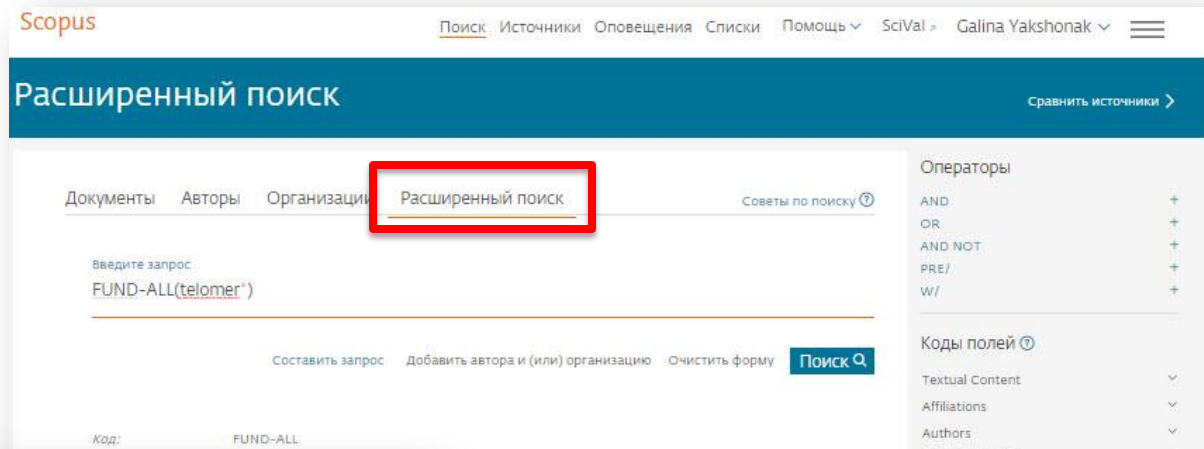 Scopus
Поиск Источники Оповещения Списки Помощь SciVal Galina Yakshonak
Расширенный поиск
Сравнить источники
Документы Авторы Организации Расширенный поиск
Советы по поиску
Введите запрос
FUND-ALL(telomer*)
Составить запрос Добавить автора и (или) организацию Очистить форму Поиск
Код: FUND-ALL
Операторы
AND +
OR +
AND NOT +
PRE/ +
W/ +
Коды полей
Textual Content
Affiliations
Authors